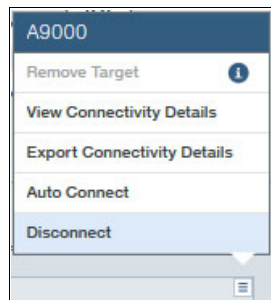 A9000
Remove Target
View Connectivity Details
Export Connectivity Details
Auto Connect
Disconnect